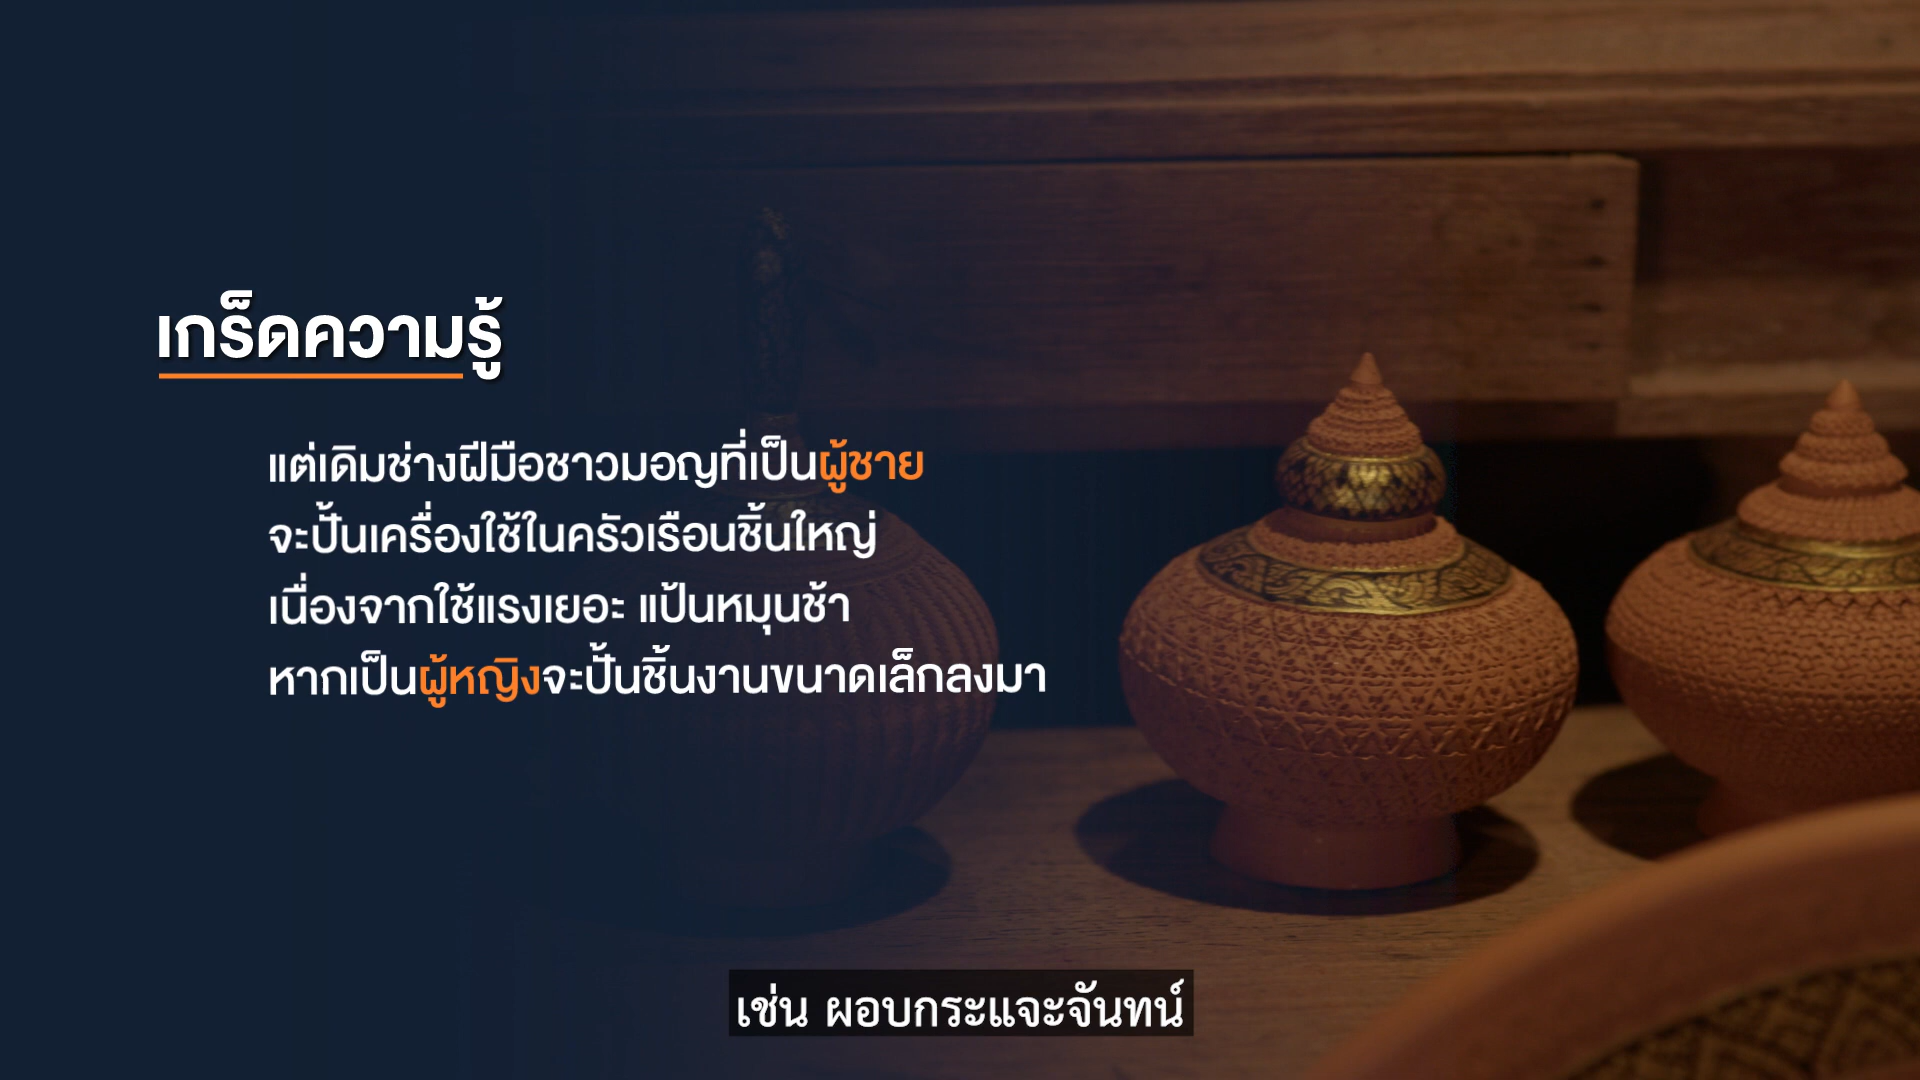 เกร็ดความรู้
แต่เดิมช่างฝีมือชาวมอญที่เป็นผู้ชาย
จะปั้นเครื่องใช้ในครัวเรือนชิ้นใหญ่
เนื่องจากใช้แรงเยอะ แป้นหมุนช้า
หากเป็นผู้หญิงจะปั้นชิ้นงานขนาดเล็กลงมา
เช่น ผอบกระแจะจันทน์